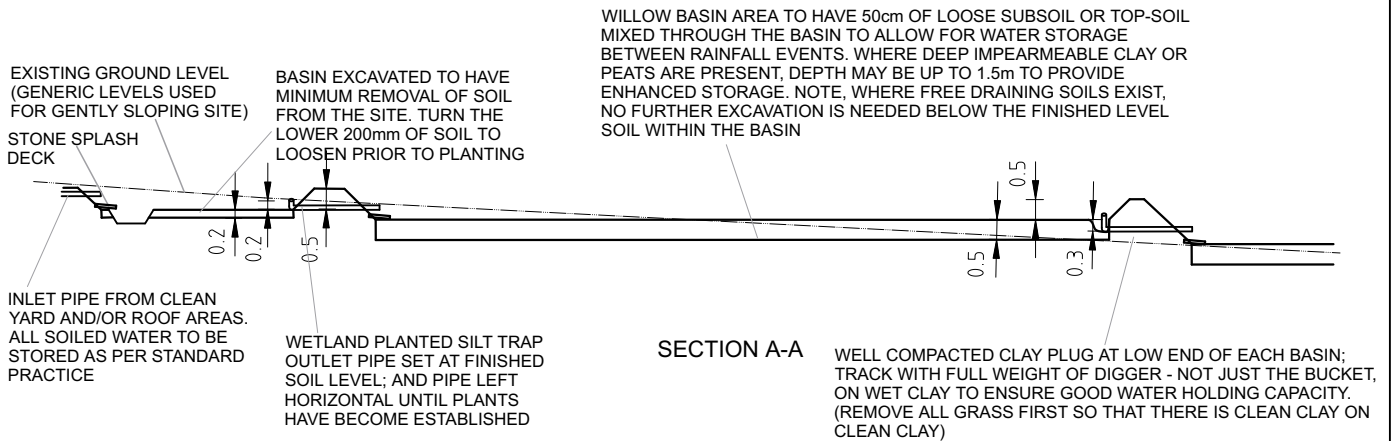 WILLOW BASIN AREA TO HAVE 50cm OF LOOSE SUBSOIL OR TOP-SOIL
MIXED THROUGH THE BASIN TO ALLOW FOR WATER STORAGE
BETWEEN RAINFALL EVENTS. WHERE DEEP IMPEARMEABLE CLAY OR
PEATS ARE PRESENT, DEPTH MAY BE UP TO 1.5m TO PROVIDE
ENHANCED STORAGE. NOTE, WHERE FREE DRAINING SOILS EXIST,
NO FURTHER EXCAVATION IS NEEDED BELOW THE FINISHED LEVEL
SOIL WITHIN THE BASIN
EXISTING GROUND LEVEL
(GENERIC LEVELS USED
FOR GENTLY SLOPING SITE)
STONE SPLASH
DECK
BASIN EXCAVATED TO HAVE
MINIMUM REMOVAL OF SOIL
FROM THE SITE. TURN THE
LOWER 200mm OF SOIL TO
LOOSEN PRIOR TO PLANTING
0.2
0.2
0.5
0.5
0.5
0.3
INLET PIPE FROM CLEAN
YARD AND/OR ROOF AREAS.
ALL SOILED WATER TO BE
STORED AS PER STANDARD
PRACTICE
WETLAND PLANTED SILT TRAP
OUTLET PIPE SET AT FINISHED
SOIL LEVEL; AND PIPE LEFT
HORIZONTAL UNTIL PLANTS
HAVE BECOME ESTABLISHED
SECTION A-A
WELL COMPACTED CLAY PLUG AT LOW END OF EACH BASIN;
TRACK WITH FULL WEIGHT OF DIGGER - NOT JUST THE BUCKET,
ON WET CLAY TO ENSURE GOOD WATER HOLDING CAPACITY.
(REMOVE ALL GRASS FIRST SO THAT THERE IS CLEAN CLAY ON
CLEAN CLAY)